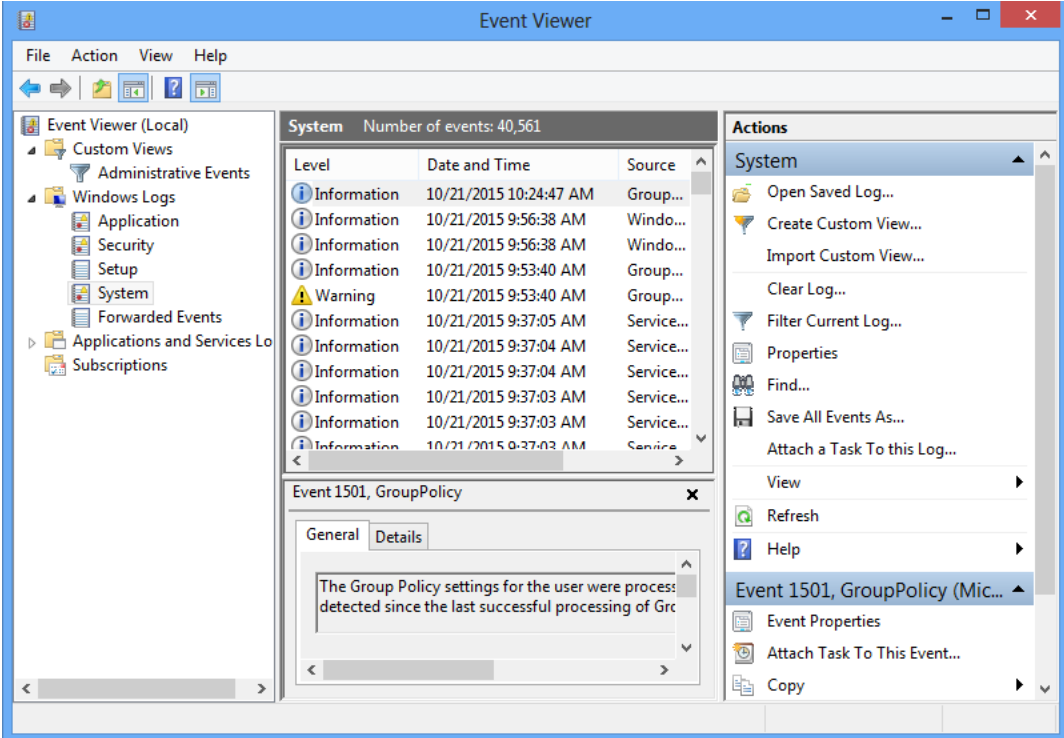 Event Viewer
File Action View Help
Event Viewer (Local)
Custom Views
Administrative Events
Windows Logs
Application
Security
Setup
System
Forwarded Events
Applications and Services Lo
Subscriptions
System Number of events: 40,561
Level Date and Time Source
Information 10/21/2015 10:24:47 AM Group...
Information 10/21/2015 9:56:38 AM Windo...
Information 10/21/2015 9:56:38 AM Windo...
Information 10/21/2015 9:53:40 AM Group...
Warning 10/21/2015 9:53:40 AM Group...
Information 10/21/2015 9:37:05 AM Service...
Information 10/21/2015 9:37:04 AM Service...
Information 10/21/2015 9:37:04 AM Service...
Information 10/21/2015 9:37:03 AM Service...
Information 10/21/2015 9:37:03 AM Service...
Information 10/21/2015 9:37:03 AM Service
Event 1501, GroupPolicy
General Details
The Group Policy settings for the user were process
detected since the last successful processing of Gro
Actions
System
Open Saved Log...
Create Custom View...
Import Custom View...
Clear Log...
Filter Current Log...
Properties
Find...
Save All Events As...
Attach a Task To this Log...
View
Refresh
Help
Event 1501, GroupPolicy (Mic...
Event Properties
Attach Task To This Event...
Copy